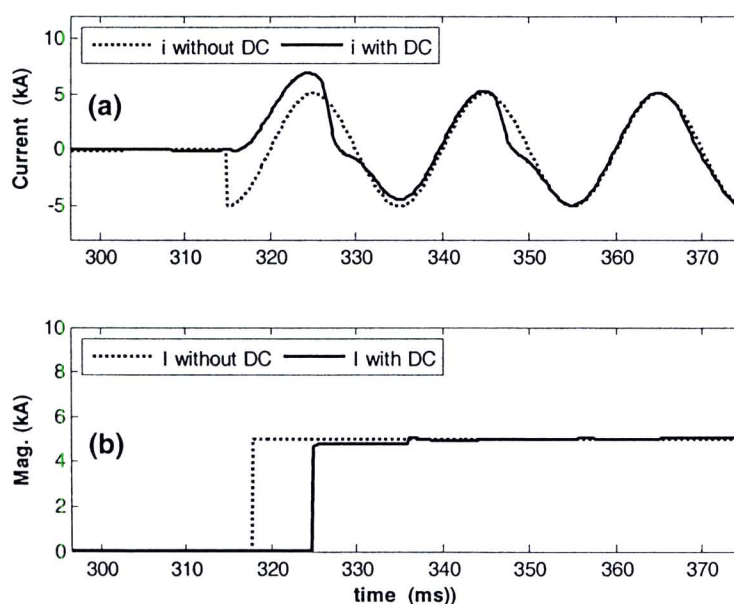 10
5
0
-5
Current (kA)
(a)
i without DC
i with DC
300 310 320 330 340 350 360 370
10
8
6
4
2
0
Mag. (kA)
(b)
I without DC
I with DC
300 310 320 330 340 350 360 370
time (ms))